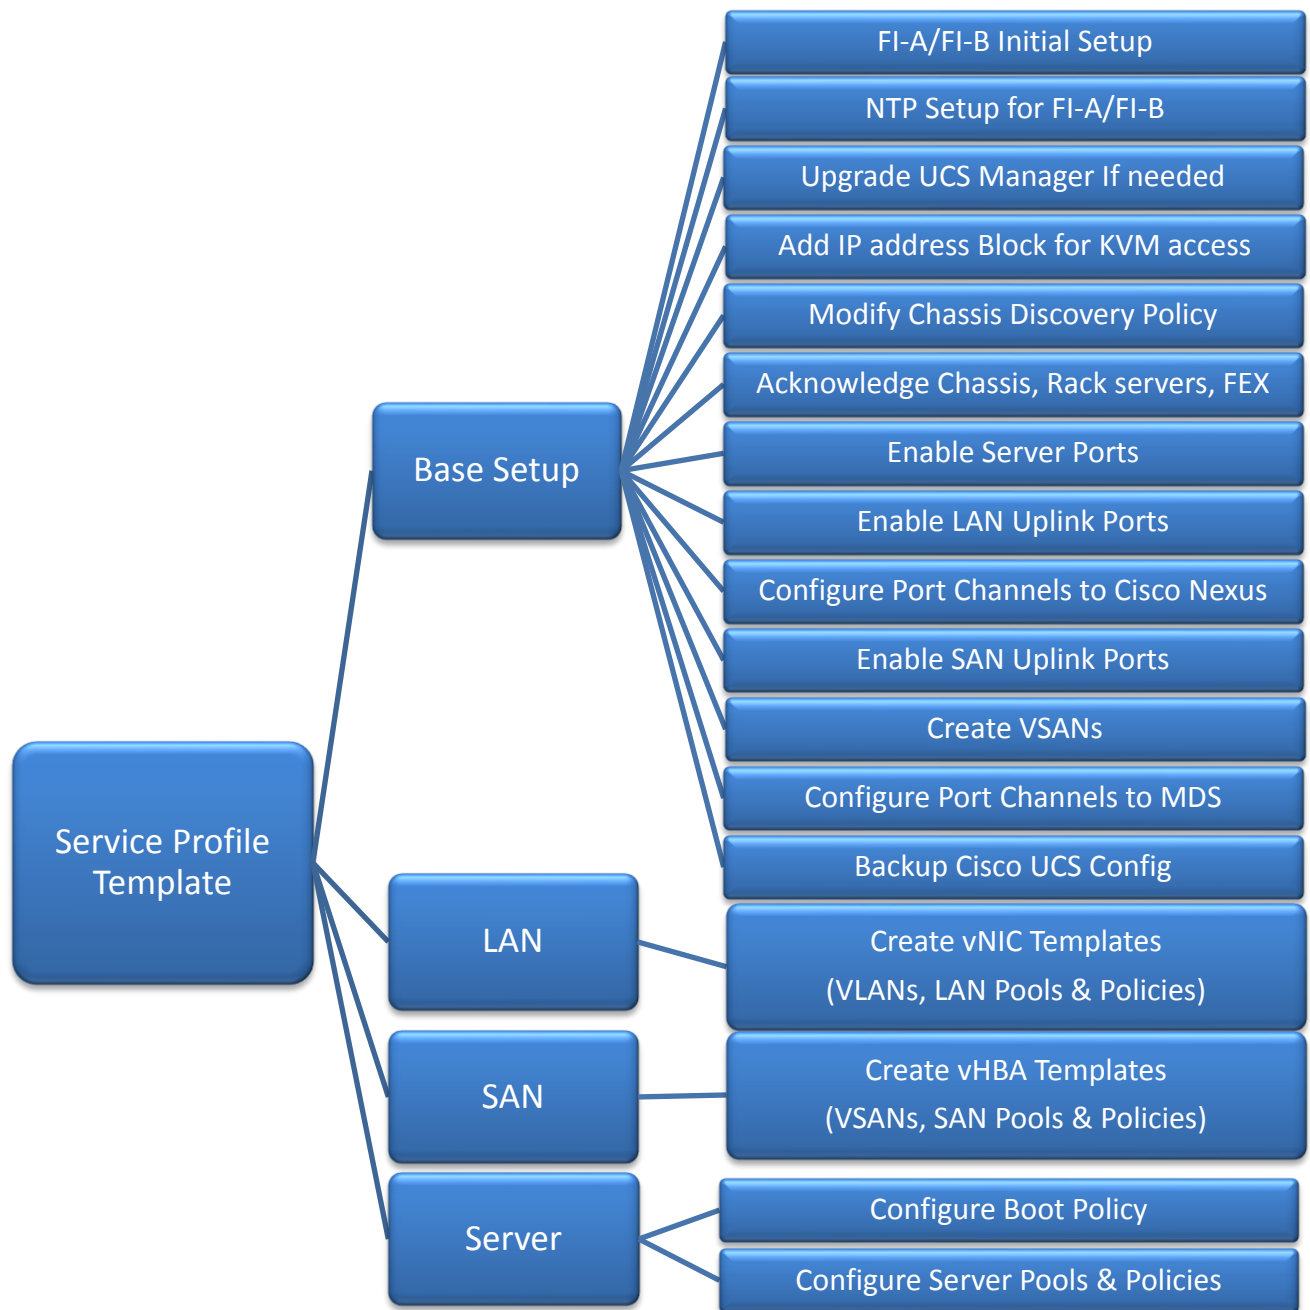 FI-A/FI-B Initial Setup
NTP Setup for FI-A/FI-B
Upgrade UCS Manager If needed
Add IP address Block for KVM access
Modify Chassis Discovery Policy
Acknowledge Chassis, Rack servers, FEX
Base Setup
Enable Server Ports
Enable LAN Uplink Ports
Configure Port Channels to Cisco Nexus
Enable SAN Uplink Ports
Create VSANs
Configure Port Channels to MDS
Backup Cisco UCS Config
Service Profile
Template
LAN
Create vNIC Templates
(VLANs, LAN Pools & Policies)
SAN
Create vHBA Templates
(VSANs, SAN Pools & Policies)
Server
Configure Boot Policy
Configure Server Pools & Policies